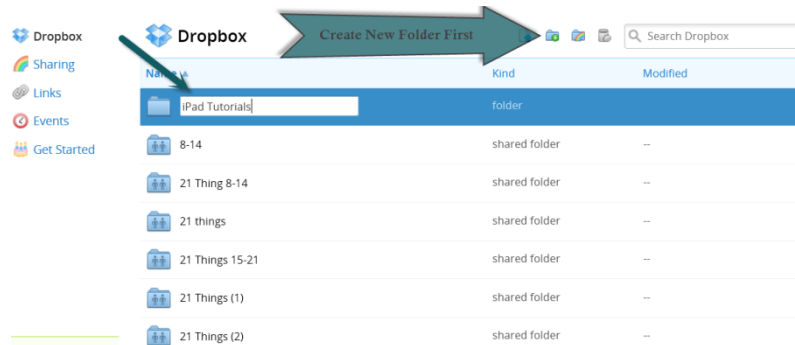 Dropbox
Sharing
Links
Events
Get Started
Dropbox
Create New Folder First
Search Dropbox
Name Kind Modified
iPad Tutorials folder
8-14 shared folder --
21 Thing 8-14 shared folder --
21 things shared folder --
21 Things 15-21 shared folder --
21 Things (1) shared folder --
21 Things (2) shared folder --